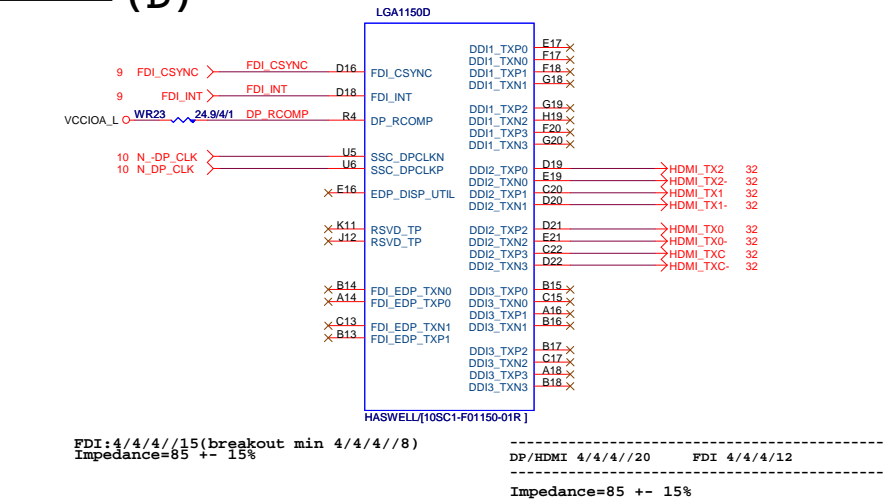 (D)
LGA1150D
9 FDI_CSYNC FDI_CSYNC D16 FDI_CSYNC
9 FDI_INT FDI_INT D18 FDI_INT
VCCIOA_L WR23 24.9/4/1 DP_RCOMP R4 DP_RCOMP
10 N_-DP_CLK U5 SSC_DPCLKN
10 N_DP_CLK U6 SSC_DPCLKP
E16 EDP_DISP_UTIL
K11 RSVD_TP
J12 RSVD_TP
B14 FDI_EDP_TXN0
A14 FDI_EDP_TXP0
C13 FDI_EDP_TXN1
B13 FDI_EDP_TXP1
DDI1_TXP0 E17
DDI1_TXN0 F17
DDI1_TXP1 F18
DDI1_TXN1 G18
DDI1_TXP2 G19
DDI1_TXN2 H19
DDI1_TXP3 F20
DDI1_TXN3 G20
DDI2_TXP0 D19 HDMI_TX2 32
DDI2_TXN0 E19 HDMI_TX2- 32
DDI2_TXP1 C20 HDMI_TX1 32
DDI2_TXN1 D20 HDMI_TX1- 32
DDI2_TXP2 D21 HDMI_TX0 32
DDI2_TXN2 E21 HDMI_TX0- 32
DDI2_TXP3 C22 HDMI_TXC 32
DDI2_TXN3 D22 HDMI_TXC- 32
DDI3_TXP0 B15
DDI3_TXN0 C15
DDI3_TXP1 A16
DDI3_TXN1 B16
DDI3_TXP2 B17
DDI3_TXN2 C17
DDI3_TXP3 A18
DDI3_TXN3 B18
HASWELL/[10SC1-F01150-01R ]
FDI:4/4/4//15(breakout min 4/4/4//8)
Impedance=85 +- 15%
DP/HDMI 4/4/4//20 FDI 4/4/4/12
Impedance=85 +- 15%